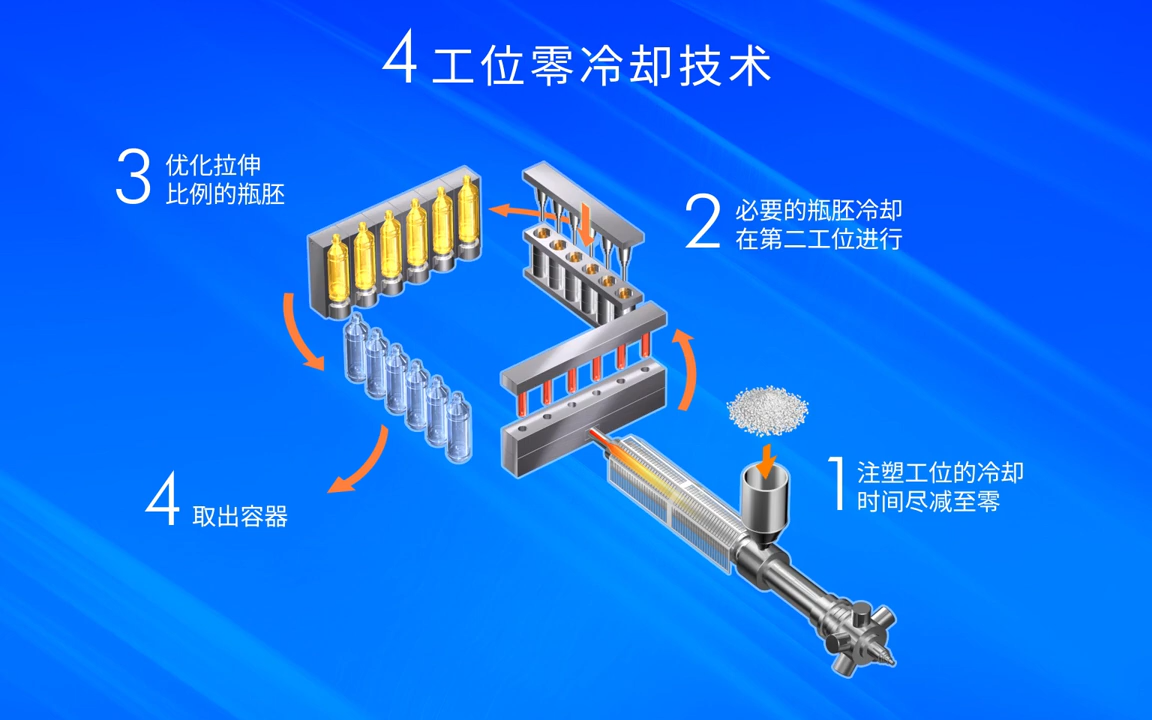 4工位零冷却技术
3 优化拉伸
比例的瓶胚
2 必要的瓶胚冷却
在第二工位进行
1 注塑工位的冷却
时间尽减至零
4 取出容器